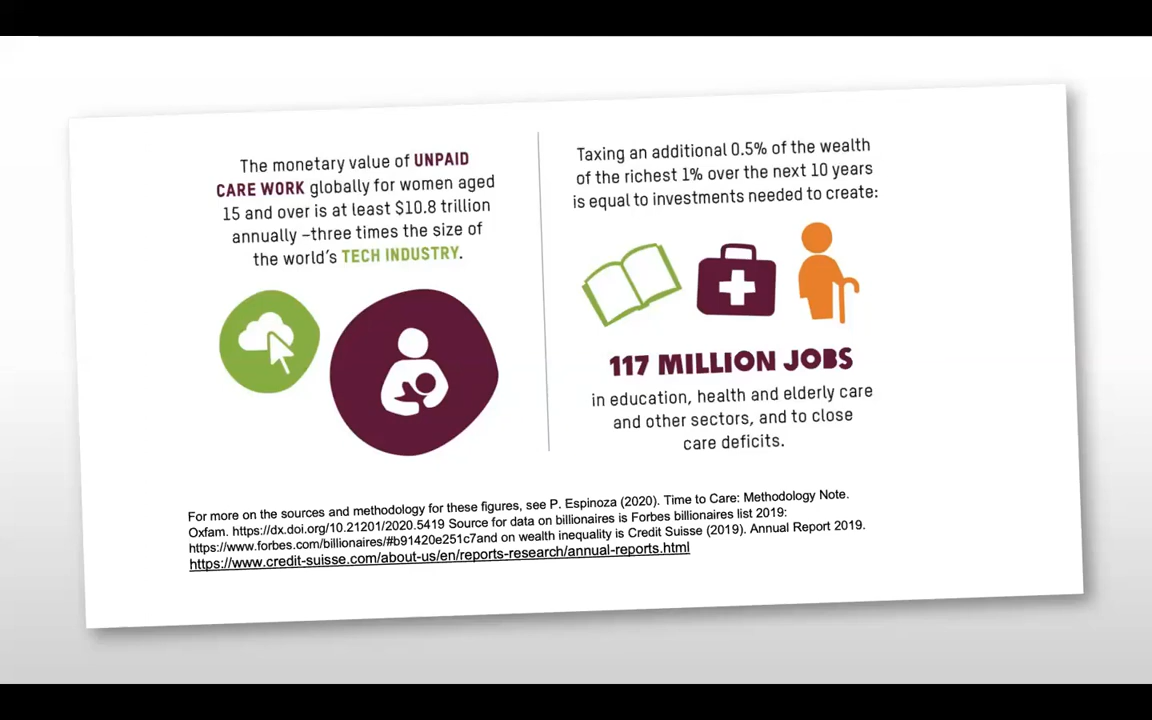 The monetary value of UNPAID
CARE WORK globally for women aged
15 and over is at least $10.8 trillion
annually –three times the size of
the world's TECH INDUSTRY.
Taxing an additional 0.5% of the wealth
of the richest 1% over the next 10 years
is equal to investments needed to create:
117 MILLION JOBS
in education, health and elderly care
and other sectors, and to close
care deficits.
For more on the sources and methodology for these figures, see P. Espinoza (2020). Time to Care: Methodology Note.
Oxfam. https://dx.doi.org/10.21201/2020.5419 Source for data on billionaires is Forbes billionaires list 2019:
https://www.forbes.com/billionaires/#b91420e251c7and on wealth inequality is Credit Suisse (2019). Annual Report 2019.
https://www.credit-suisse.com/about-us/en/reports-research/annual-reports.html